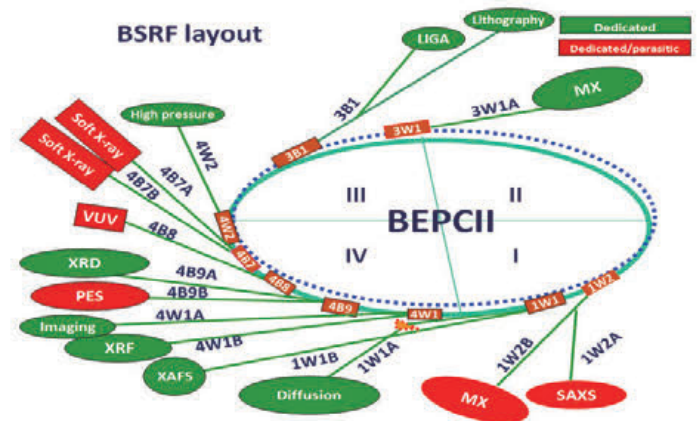 BSRF layout
Lithography
LIGA
Dedicated
Dedicated/parasitic
MX
3B1
3W1A
High pressure
Soft X-ray
Soft X-ray
4W2
4B7A
4B7B
3B1
3W1
III
II
BEPCII
IV
I
VUV
4B8
4W2
4B7
4B8
4B9
4W1
1W1
1W2
XRD
4B9A
PES
4B9B
Imaging
4W1A
XRF
4W1B
XAFS
1W1B
1W1A
Diffusion
1W2B
1W2A
MX
SAXS